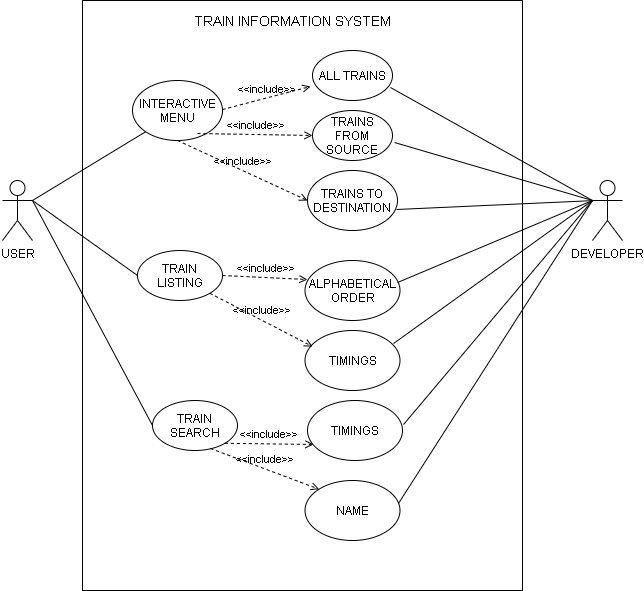 TRAIN INFORMATION SYSTEM
ALL TRAINS
<<include>>
INTERACTIVE
MENU
TRAINS
FROM
SOURCE
<<include>>
<<include>>
TRAINS TO
DESTINATION
USER
DEVELOPER
TRAIN
LISTING
<<include>>
ALPHABETICAL
ORDER
<<include>>
TIMINGS
TRAIN
SEARCH
<<include>>
TIMINGS
<<include>>
NAME